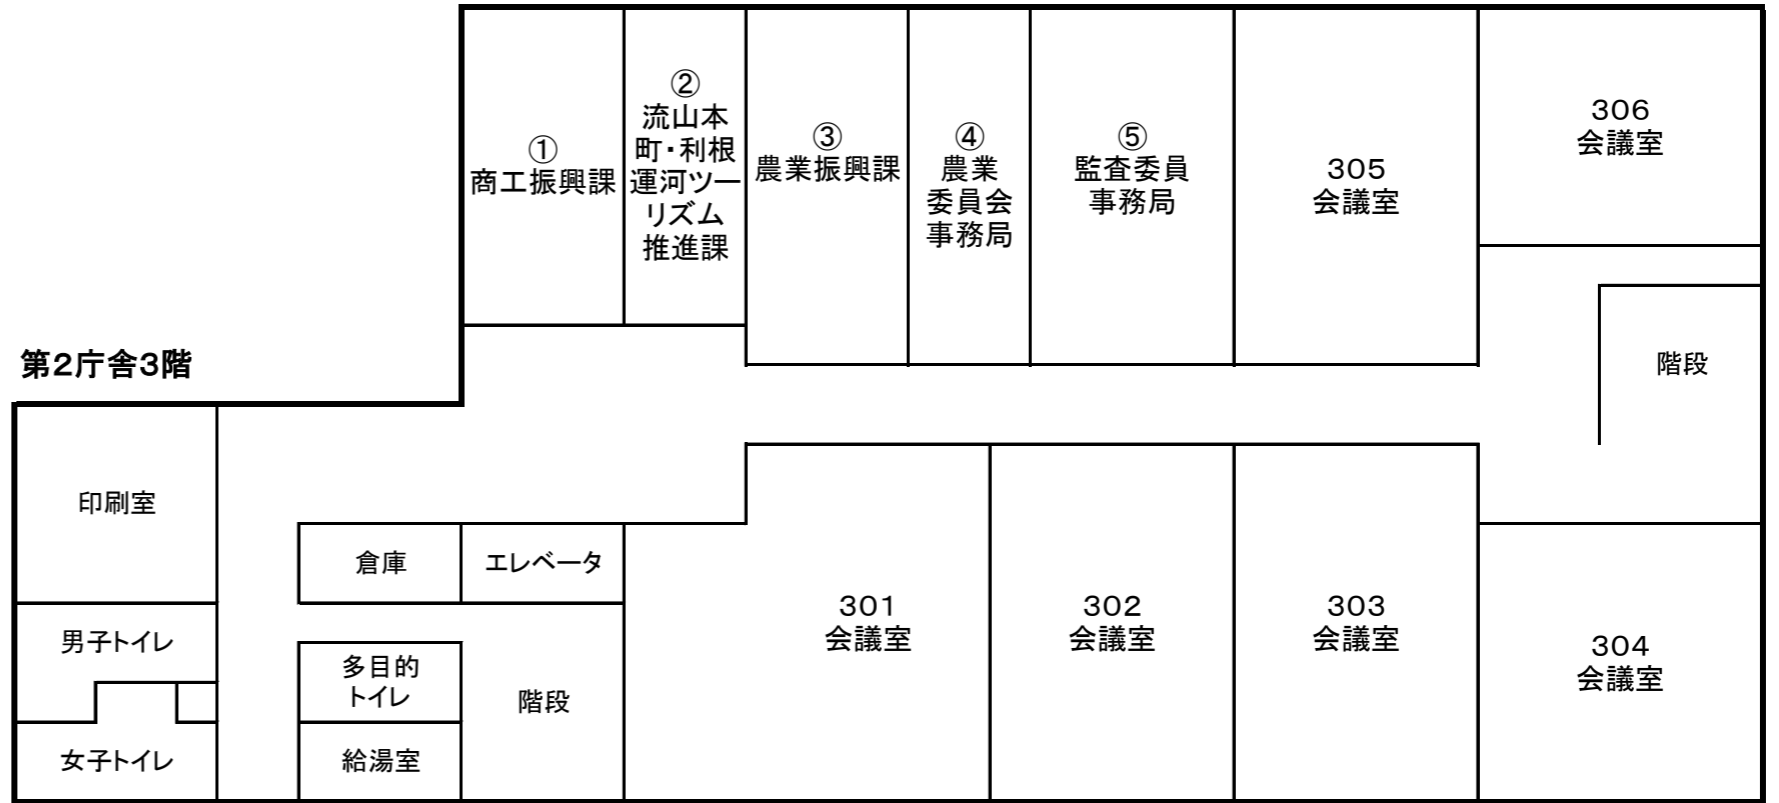 ①
商工振興課
②
流山本
町・利根
運河ツー
リズム
推進課
③
農業振興課
④
農業
委員会
事務局
⑤
監査委員
事務局
305
会議室
306
会議室
第2庁舎3階
階段
印刷室
倉庫
エレベータ
男子トイレ
多目的
トイレ
階段
女子トイレ
給湯室
301
会議室
302
会議室
303
会議室
304
会議室